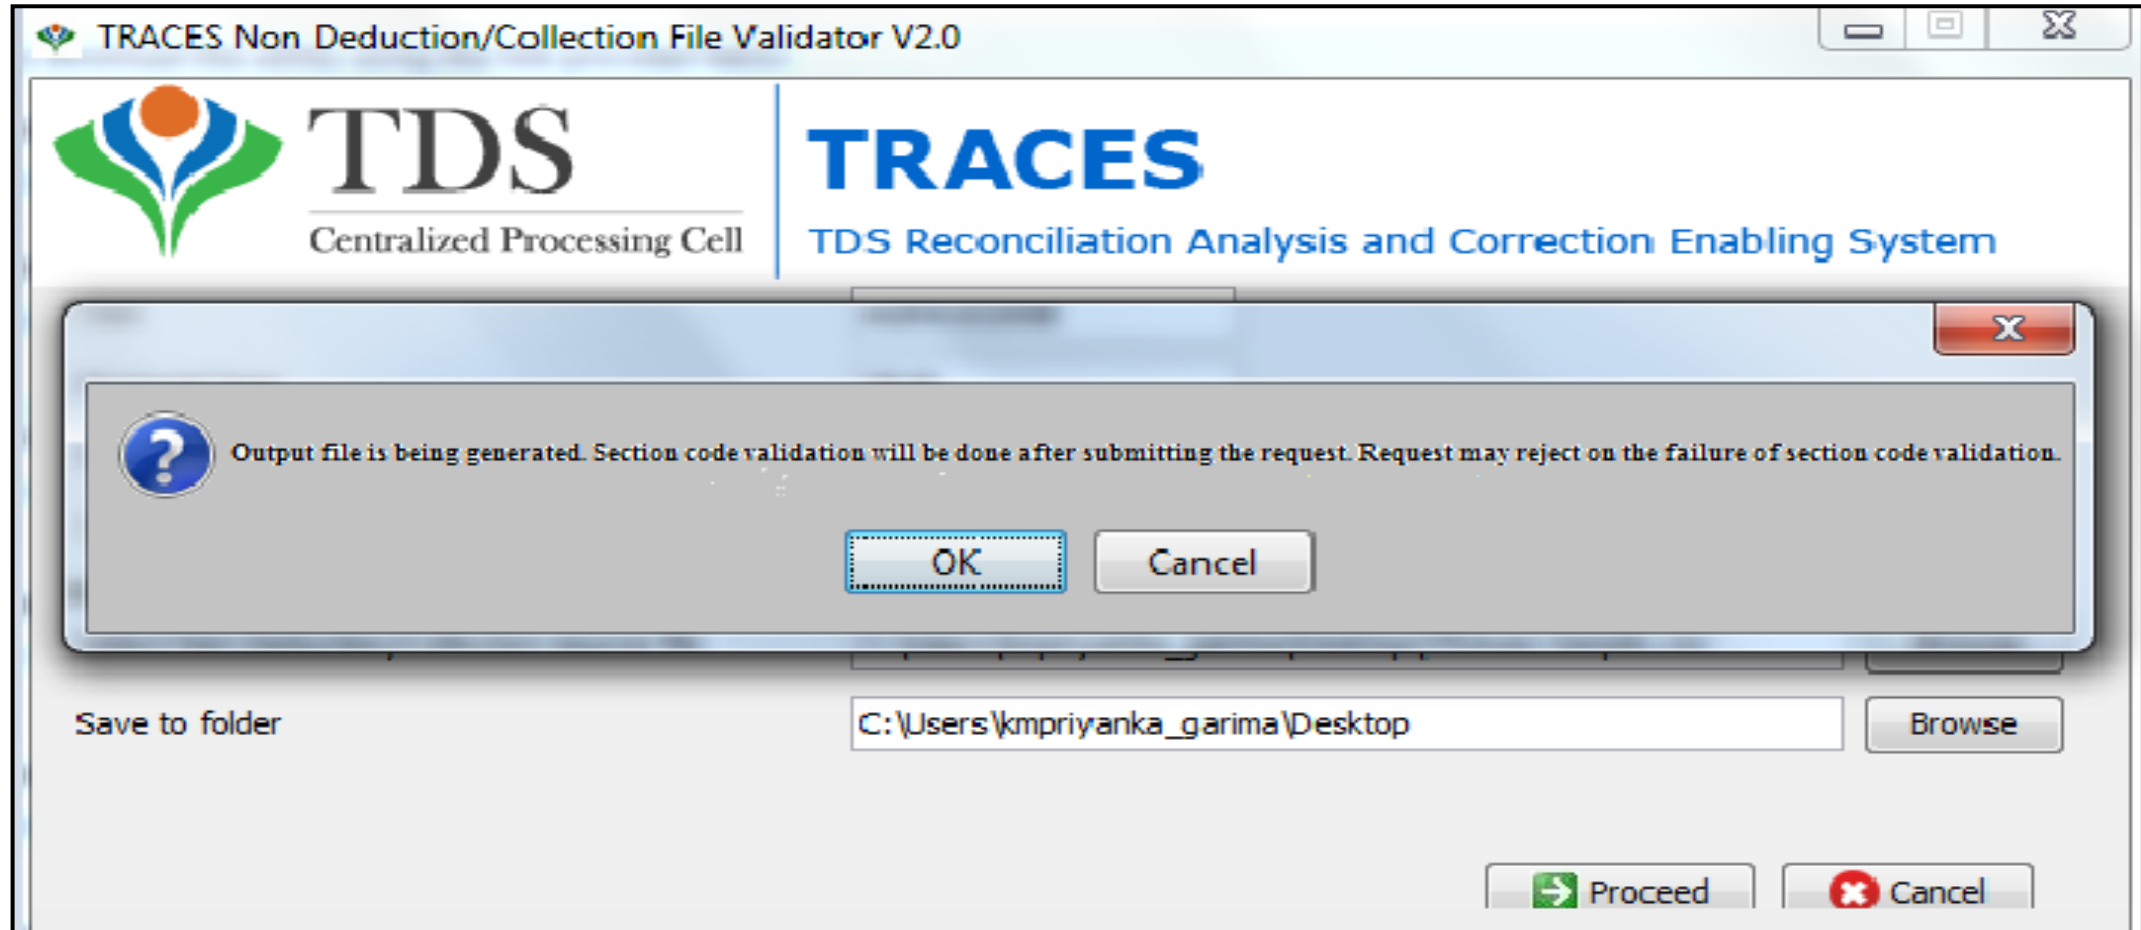 TRACES Non Deduction/Collection File Validator V2.0
TDS
Centralized Processing Cell
TRACES
TDS Reconciliation Analysis and Correction Enabling System
Output file is being generated. Section code validation will be done after submitting the request. Request may reject on the failure of section code validation.
OK Cancel
Save to folder C:\Users\kmpriyanka_garima\Desktop Browse
Proceed Cancel